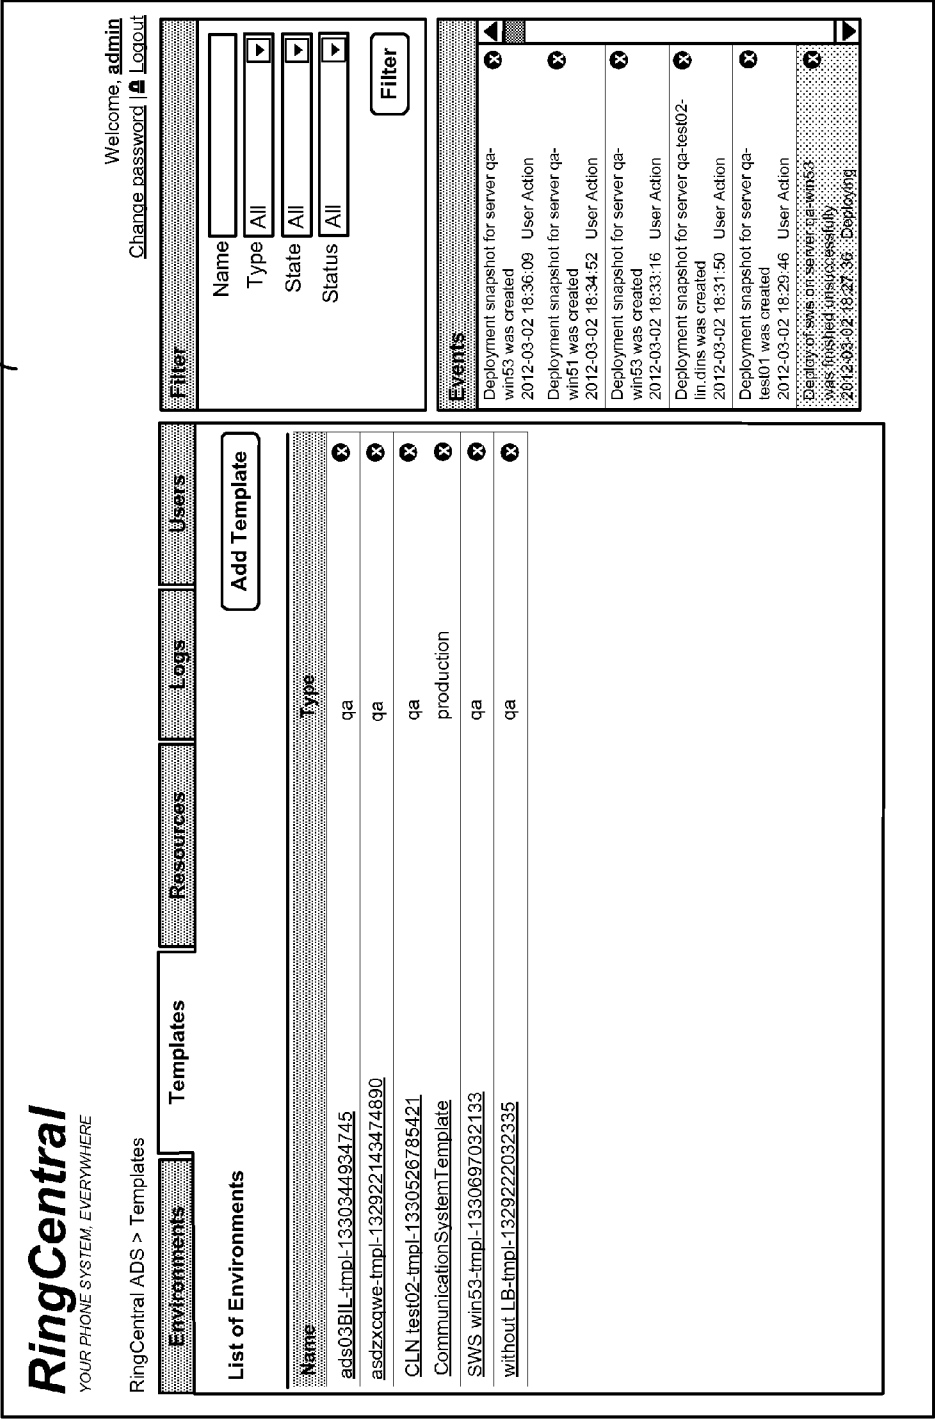 RingCentral
YOUR PHONE SYSTEM, EVERYWHERE
Welcome, admin
Change password | Logout
RingCentral ADS > Templates
Environments
Templates
Resources
Logs
Users
List of Environments
Add Template
Name Type
ads03BIL-tmpl-1330344934745 qa
asdzxcqwe-tmpl-132922143474890 qa
CLN test02-tmpl-1330526785421 qa
CommunicationSystemTemplate production
SWS win53-tmpl-1330697032133 qa
without LB-tmpl-1329222032335 qa
Filter
Name
Type All
State All
Status All
Filter
Events
Deployment snapshot for server qa-
win53 was created
2012-03-02 18:36:09 User Action
Deployment snapshot for server qa-
win51 was created
2012-03-02 18:34:52 User Action
Deployment snapshot for server qa-
win53 was created
2012-03-02 18:33:16 User Action
Deployment snapshot for server qa-test02-
lin.dins was created
2012-03-02 18:31:50 User Action
Deployment snapshot for server qa-
test01 was created
2012-03-02 18:29:46 User Action
Deploy of sws on server qa-win53
was finished unsuccessfully
2012-03-02 18:27:36 Deploying